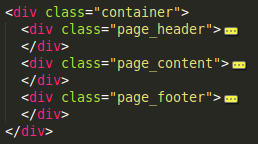 <div class="container">
<div class="page_header">
</div>
<div class="page_content">
</div>
<div class="page_footer">
</div>
</div>